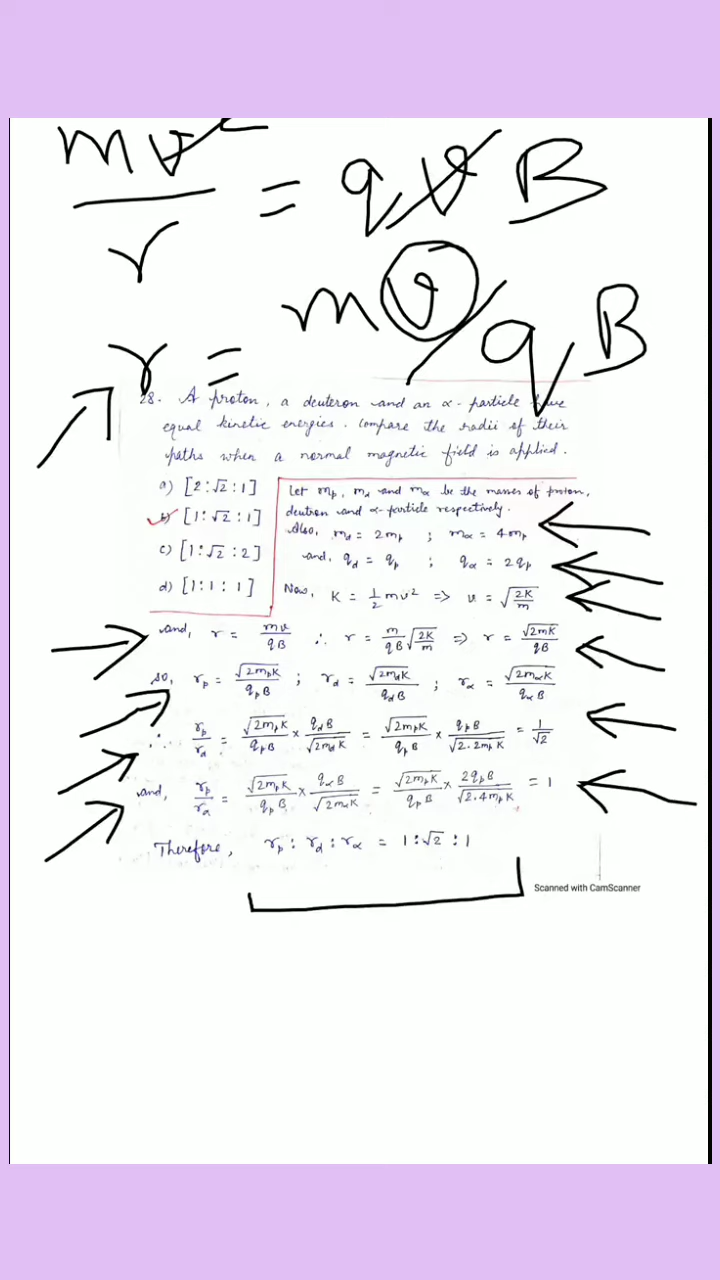 mv²/r = qvB
r = mv/qB
28. A proton, a deuteron and an α-particle have
equal kinetic energies. Compare the radii of their
paths when a normal magnetic field is applied.
a) [2:√2:1]
b) [1:√2:1]
c) [1:√2:2]
d) [1:1:1]
Let mp, md and mα be the masses of proton,
deutron and α-particle respectively.
Also, md = 2mp ; mα = 4mp
and, qd = qp ; qα = 2qp
Now, K = 1/2 mv² => v = √(2K/m)
and, r = mv/qB ∴ r = m/qB √(2K/m) => r = √(2mK)/qB
so, rp = √(2mpK)/qpB ; rd = √(2mdK)/qdB ; rα = √(2mαK)/qαB
∴ rp/rd = √(2mpK)/qpB × qdB/√(2mdK) = √(2mpK)/qpB × qpB/√(2.2mpK) = 1/√2
and, rp/rα = √(2mpK)/qpB × qαB/√(2mαK) = √(2mpK)/qpB × 2qpB/√(2.4mpK) = 1
Therefore, rp : rd : rα = 1:√2:1
Scanned with CamScanner